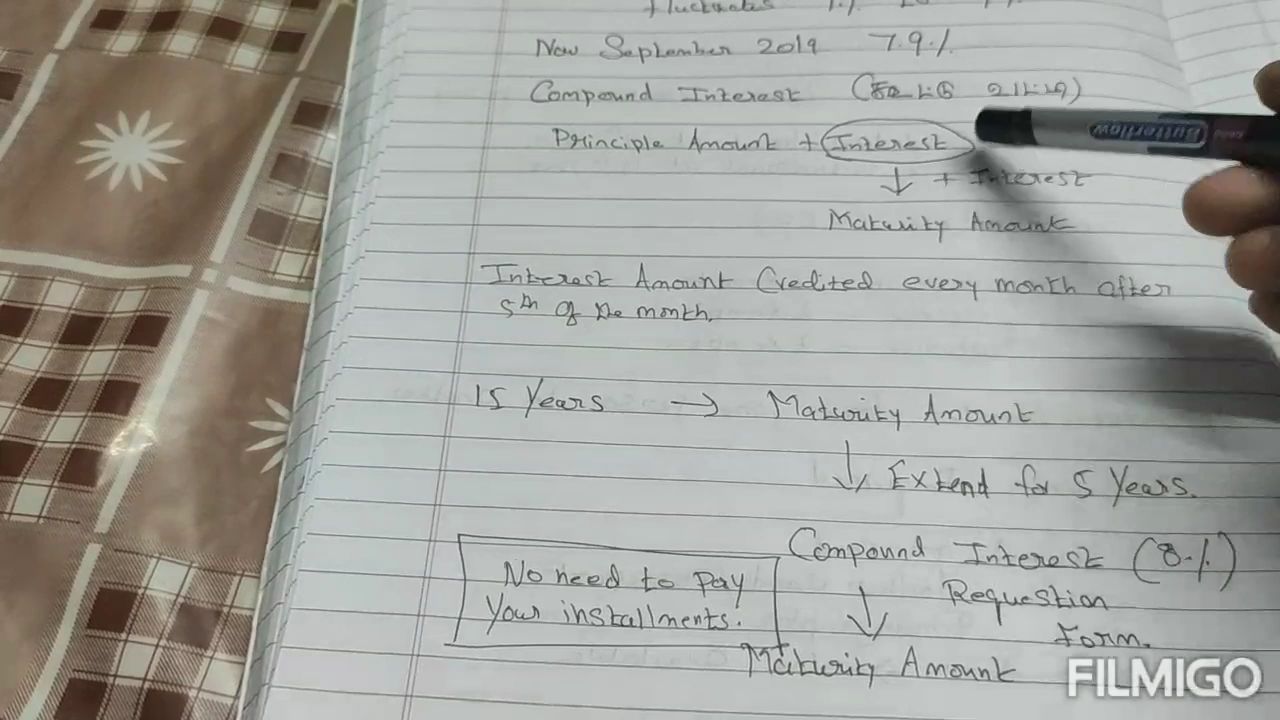 Now September 2019 7.9.%
Compound Interest
Principle Amount + Interest
↓ + Interest
Maturity Amount
Interest Amount Credited every month after
5th of the month.
15 Years → Maturity Amount
↓ Extend for 5 Years.
Compound Interest (8.%)
No need to pay
your installments.
↓ Requestion
Form.
Maturity Amount
Butterflow
FILMIGO